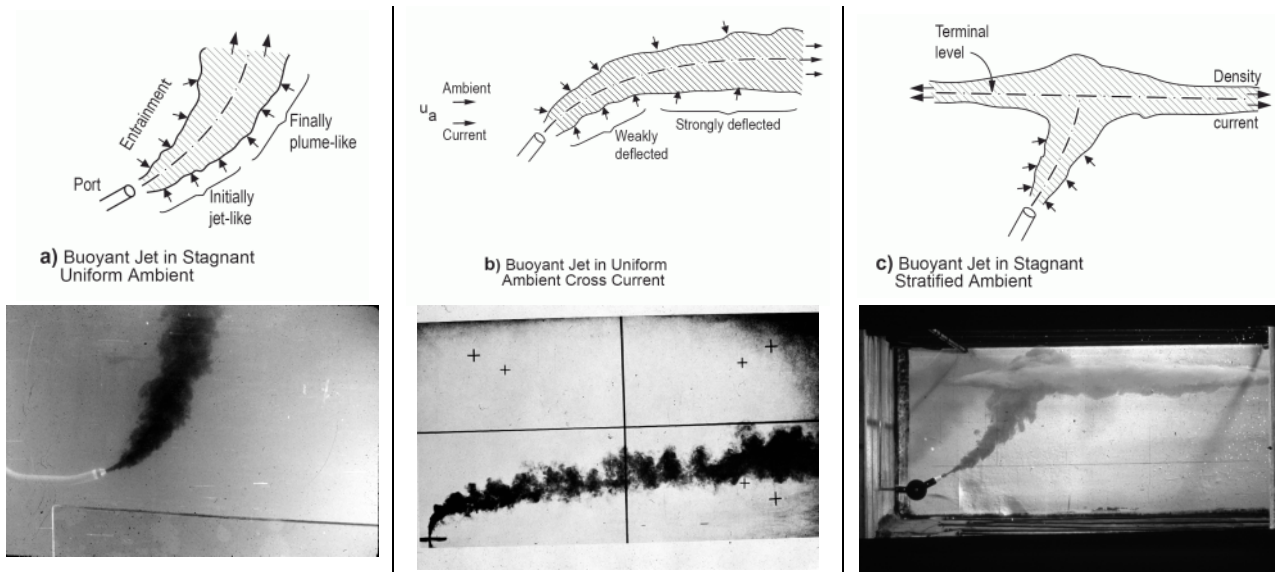 Entrainment
Port
Initially
jet-like
Finally
plume-like
a) Buoyant Jet in Stagnant
Uniform Ambient
Ambient
uₐ
Current
Weakly
deflected
Strongly deflected
b) Buoyant Jet in Uniform
Ambient Cross Current
Terminal
level
Density
current
c) Buoyant Jet in Stagnant
Stratified Ambient